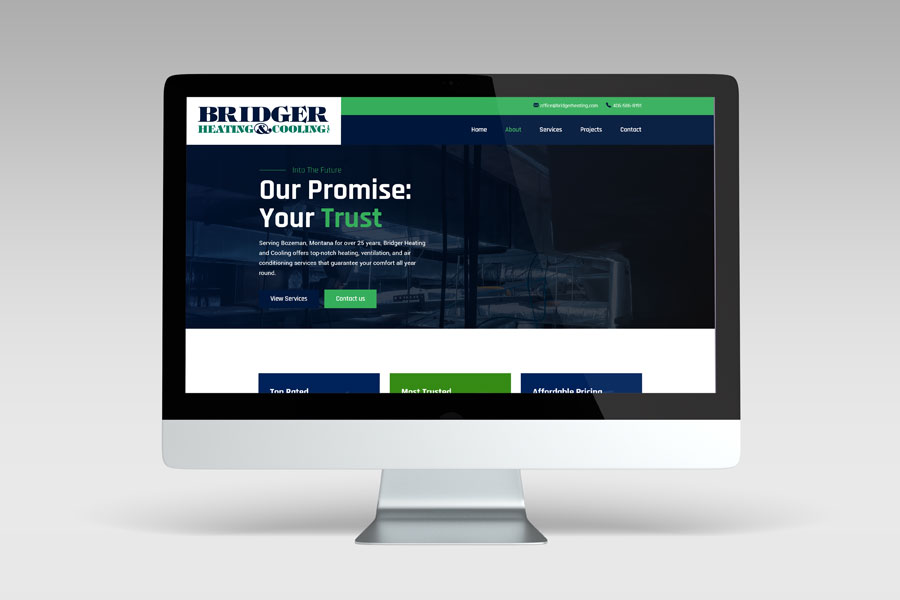 BRIDGER
HEATING & COOLING
office@bridgerheating.com
Home About Services Projects Contact
Into The Future
Our Promise:
Your Trust
Serving Bozeman, Montana for over 25 years, Bridger Heating
and Cooling offers top-notch heating, ventilation, and air
conditioning services that guarantee your comfort all year
round.
View Services Contact us
Top Rated Most Trusted Affordable Pricing